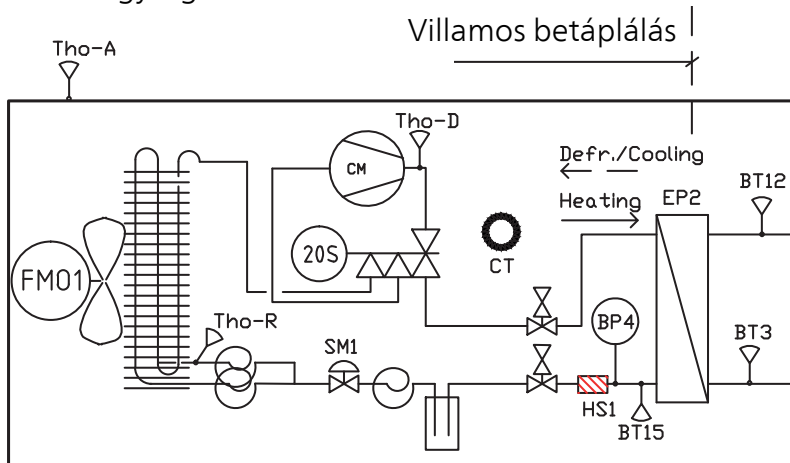 Villamos betáplálás
Tho-A
Tho-D
CM
Defr./Cooling
Heating
EP2
BT12
20S
CT
FM01
Tho-R
SM1
BP4
BT3
HS1
BT15